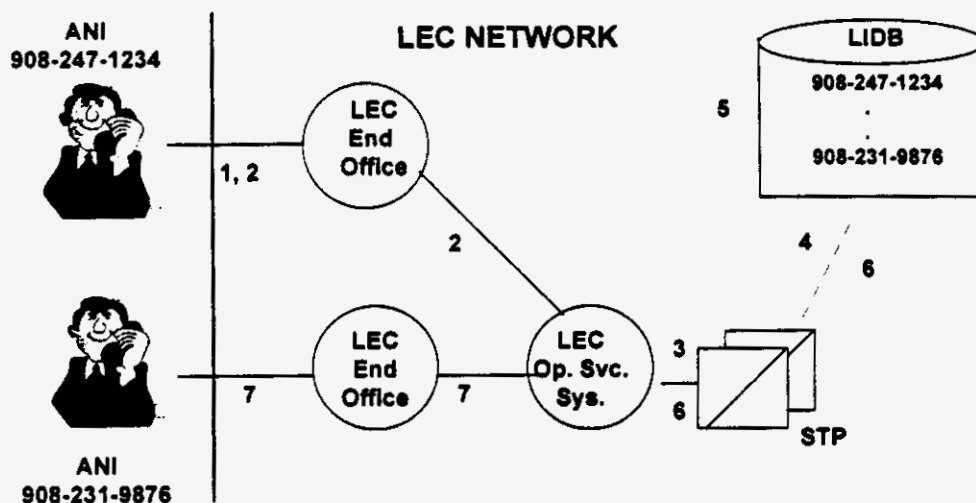 ANI
908-247-1234
LEC NETWORK
LIDB
908-247-1234
.
.
908-231-9876
5
LEC
End
Office
1, 2
2
4
6
LEC
End
Office
LEC
Op. Svc.
Sys.
3
6
7
7
STP
ANI
908-231-9876